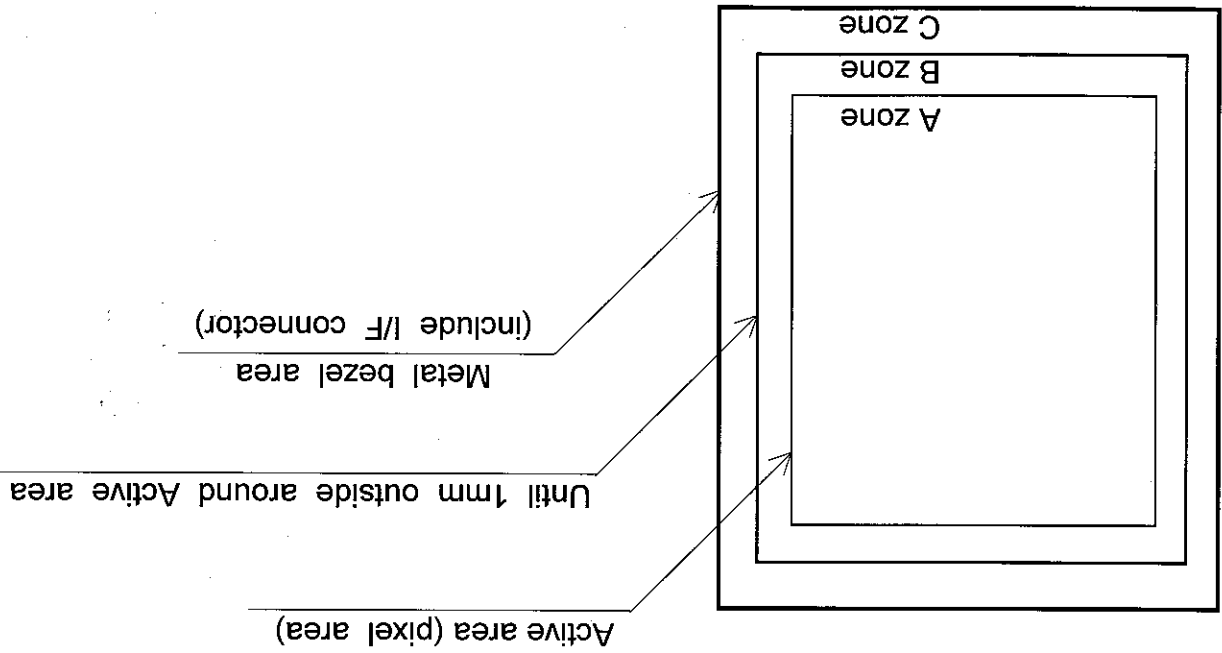 Active area (pixel area)
Until 1mm outside around Active area
Metal bezel area
(include I/F connector)
A zone
B zone
C zone